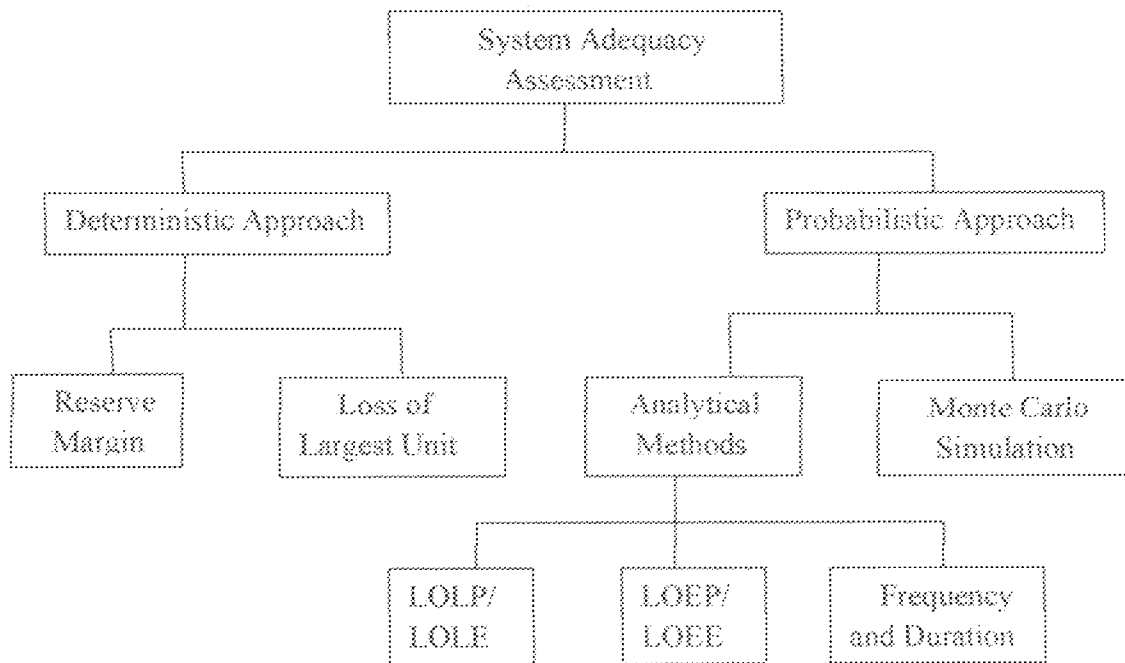 System Adequacy
Assessment
Deterministic Approach
Probabilistic Approach
Reserve
Margin
Loss of
Largest Unit
Analytical
Methods
Monte Carlo
Simulation
LOLP/
LOLE
LOEP/
LOEE
Frequency
and Duration